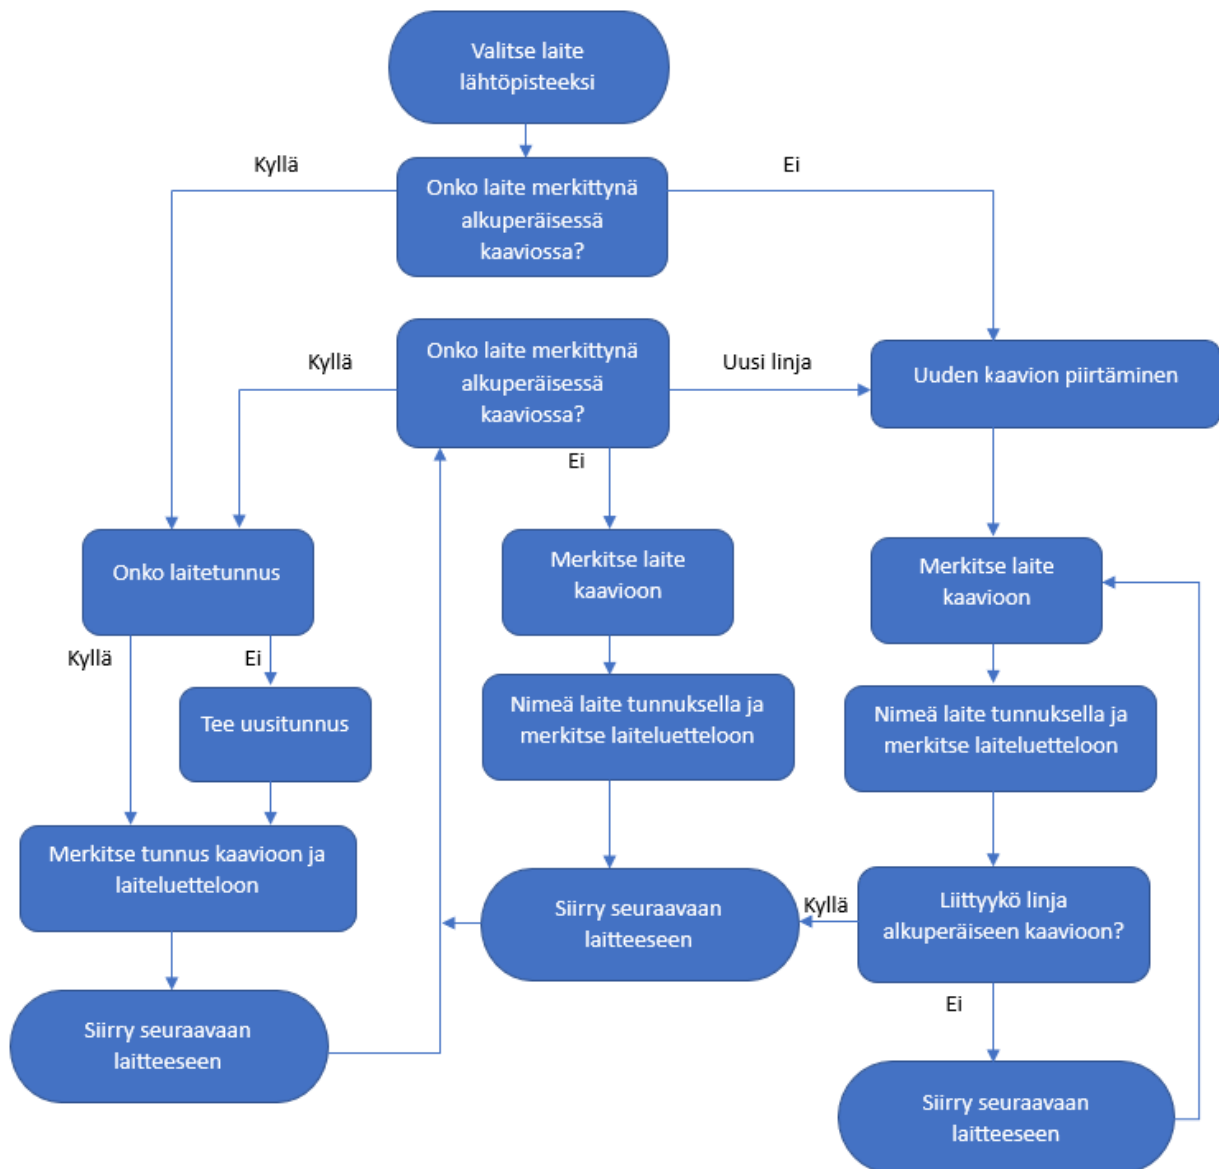 Valitse laite
lähtöpisteeksi
Kyllä
Ei
Onko laite merkittynä
alkuperäisessä
kaaviossa?
Kyllä
Onko laite merkittynä
alkuperäisessä
kaaviossa?
Uusi linja
Uuden kaavion piirtäminen
Ei
Onko laitetunnus
Merkitse laite
kaavioon
Merkitse laite
kaavioon
Kyllä
Ei
Tee uusitunnus
Nimeä laite tunnuksella ja
merkitse laiteluetteloon
Nimeä laite tunnuksella ja
merkitse laiteluetteloon
Merkitse tunnus kaavioon ja
laiteluetteloon
Siirry seuraavaan
laitteeseen
Kyllä
Liittyykö linja
alkuperäiseen kaavioon?
Ei
Siirry seuraavaan
laitteeseen
Siirry seuraavaan
laitteeseen